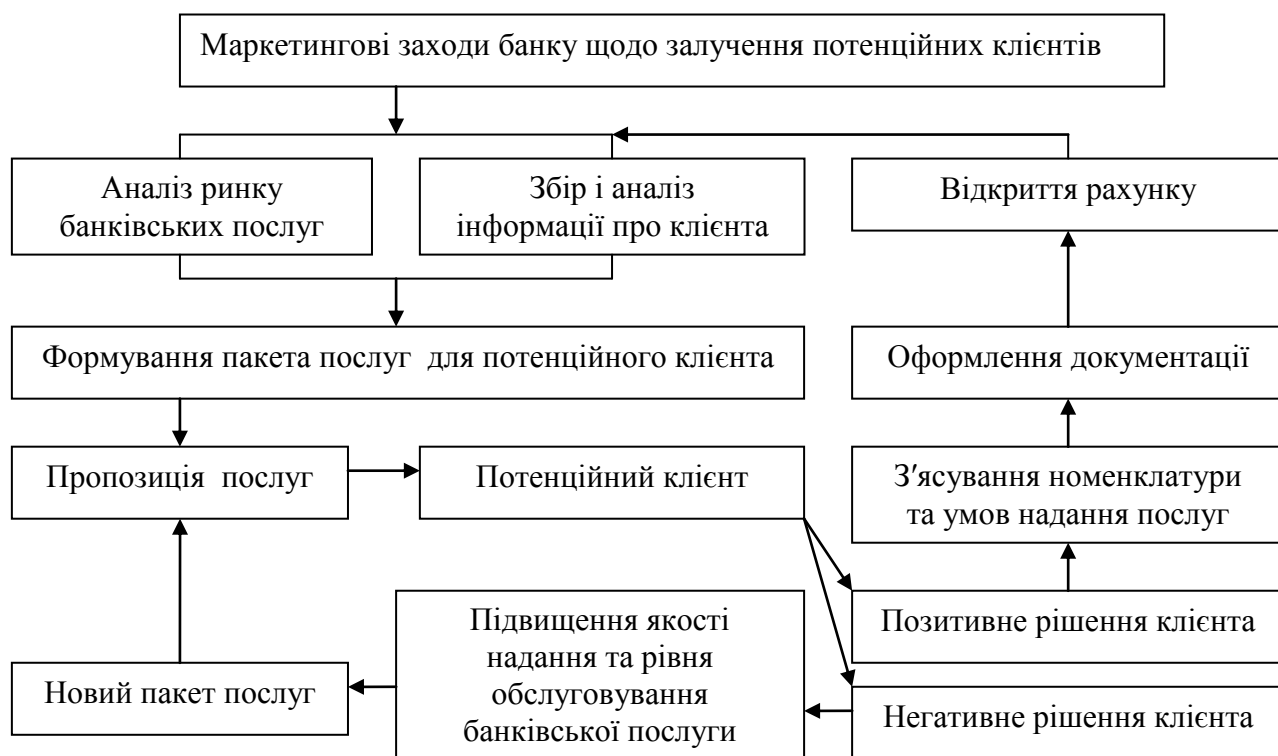 Маркетингові заходи банку щодо залучення потенційних клієнтів
Аналіз ринку
банківських послуг
Збір і аналіз
інформації про клієнта
Відкриття рахунку
Формування пакета послуг для потенційного клієнта
Оформлення документації
Пропозиція послуг
Потенційний клієнт
З′ясування номенклатури
та умов надання послуг
Підвищення якості
надання та рівня
обслуговування
банківської послуги
Позитивне рішення клієнта
Новий пакет послуг
Негативне рішення клієнта